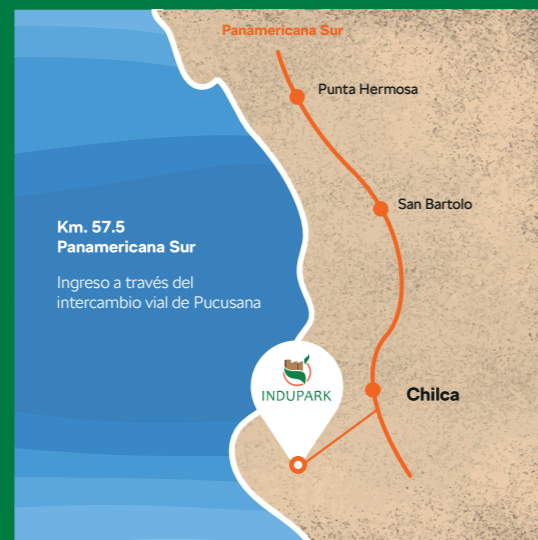 Panamericana Sur
Punta Hermosa
San Bartolo
Km. 57.5
Panamericana Sur
Ingreso a través del
intercambio vial de Pucusana
INDUPARK
Chilca